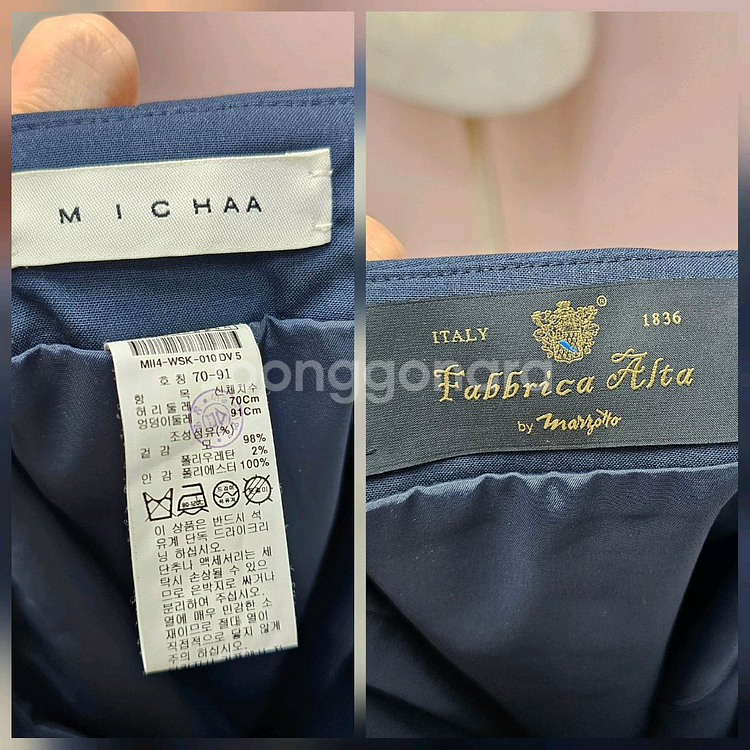 MICHAA
MII4-WSK-010 DV 5
호칭 70-91
항 목 신체치수
허리둘레 70Cm
엉덩이둘레 91Cm
조성섬유(%)
겉 감 모 98%
폴리우레탄 2%
안 감 폴리에스터 100%
드라이
석유계
이 상품은 반드시 석
유계 단독 드라이크리
닝 하십시오.
단추나 액세서리는 세
탁시 손상될 수 있으
므로 은박지로 싸거나
분리하여 주십시오.
열에 매우 민감한 소
재이므로 절대 열이
직접적으로 닿지 않게
주의 하십시오
ITALY 1836
®
Fabbrica Alta
by Marzotto
joonggonara